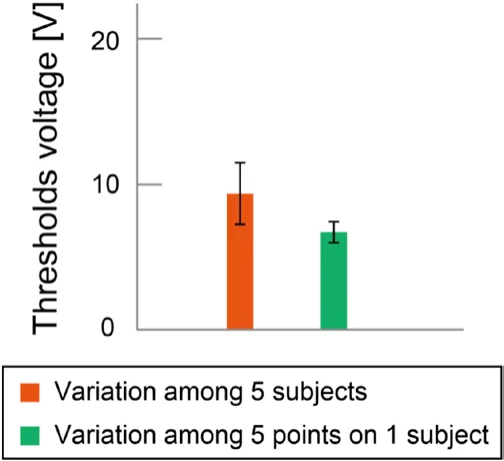 Thresholds voltage [V]
20
10
0
Variation among 5 subjects
Variation among 5 points on 1 subject